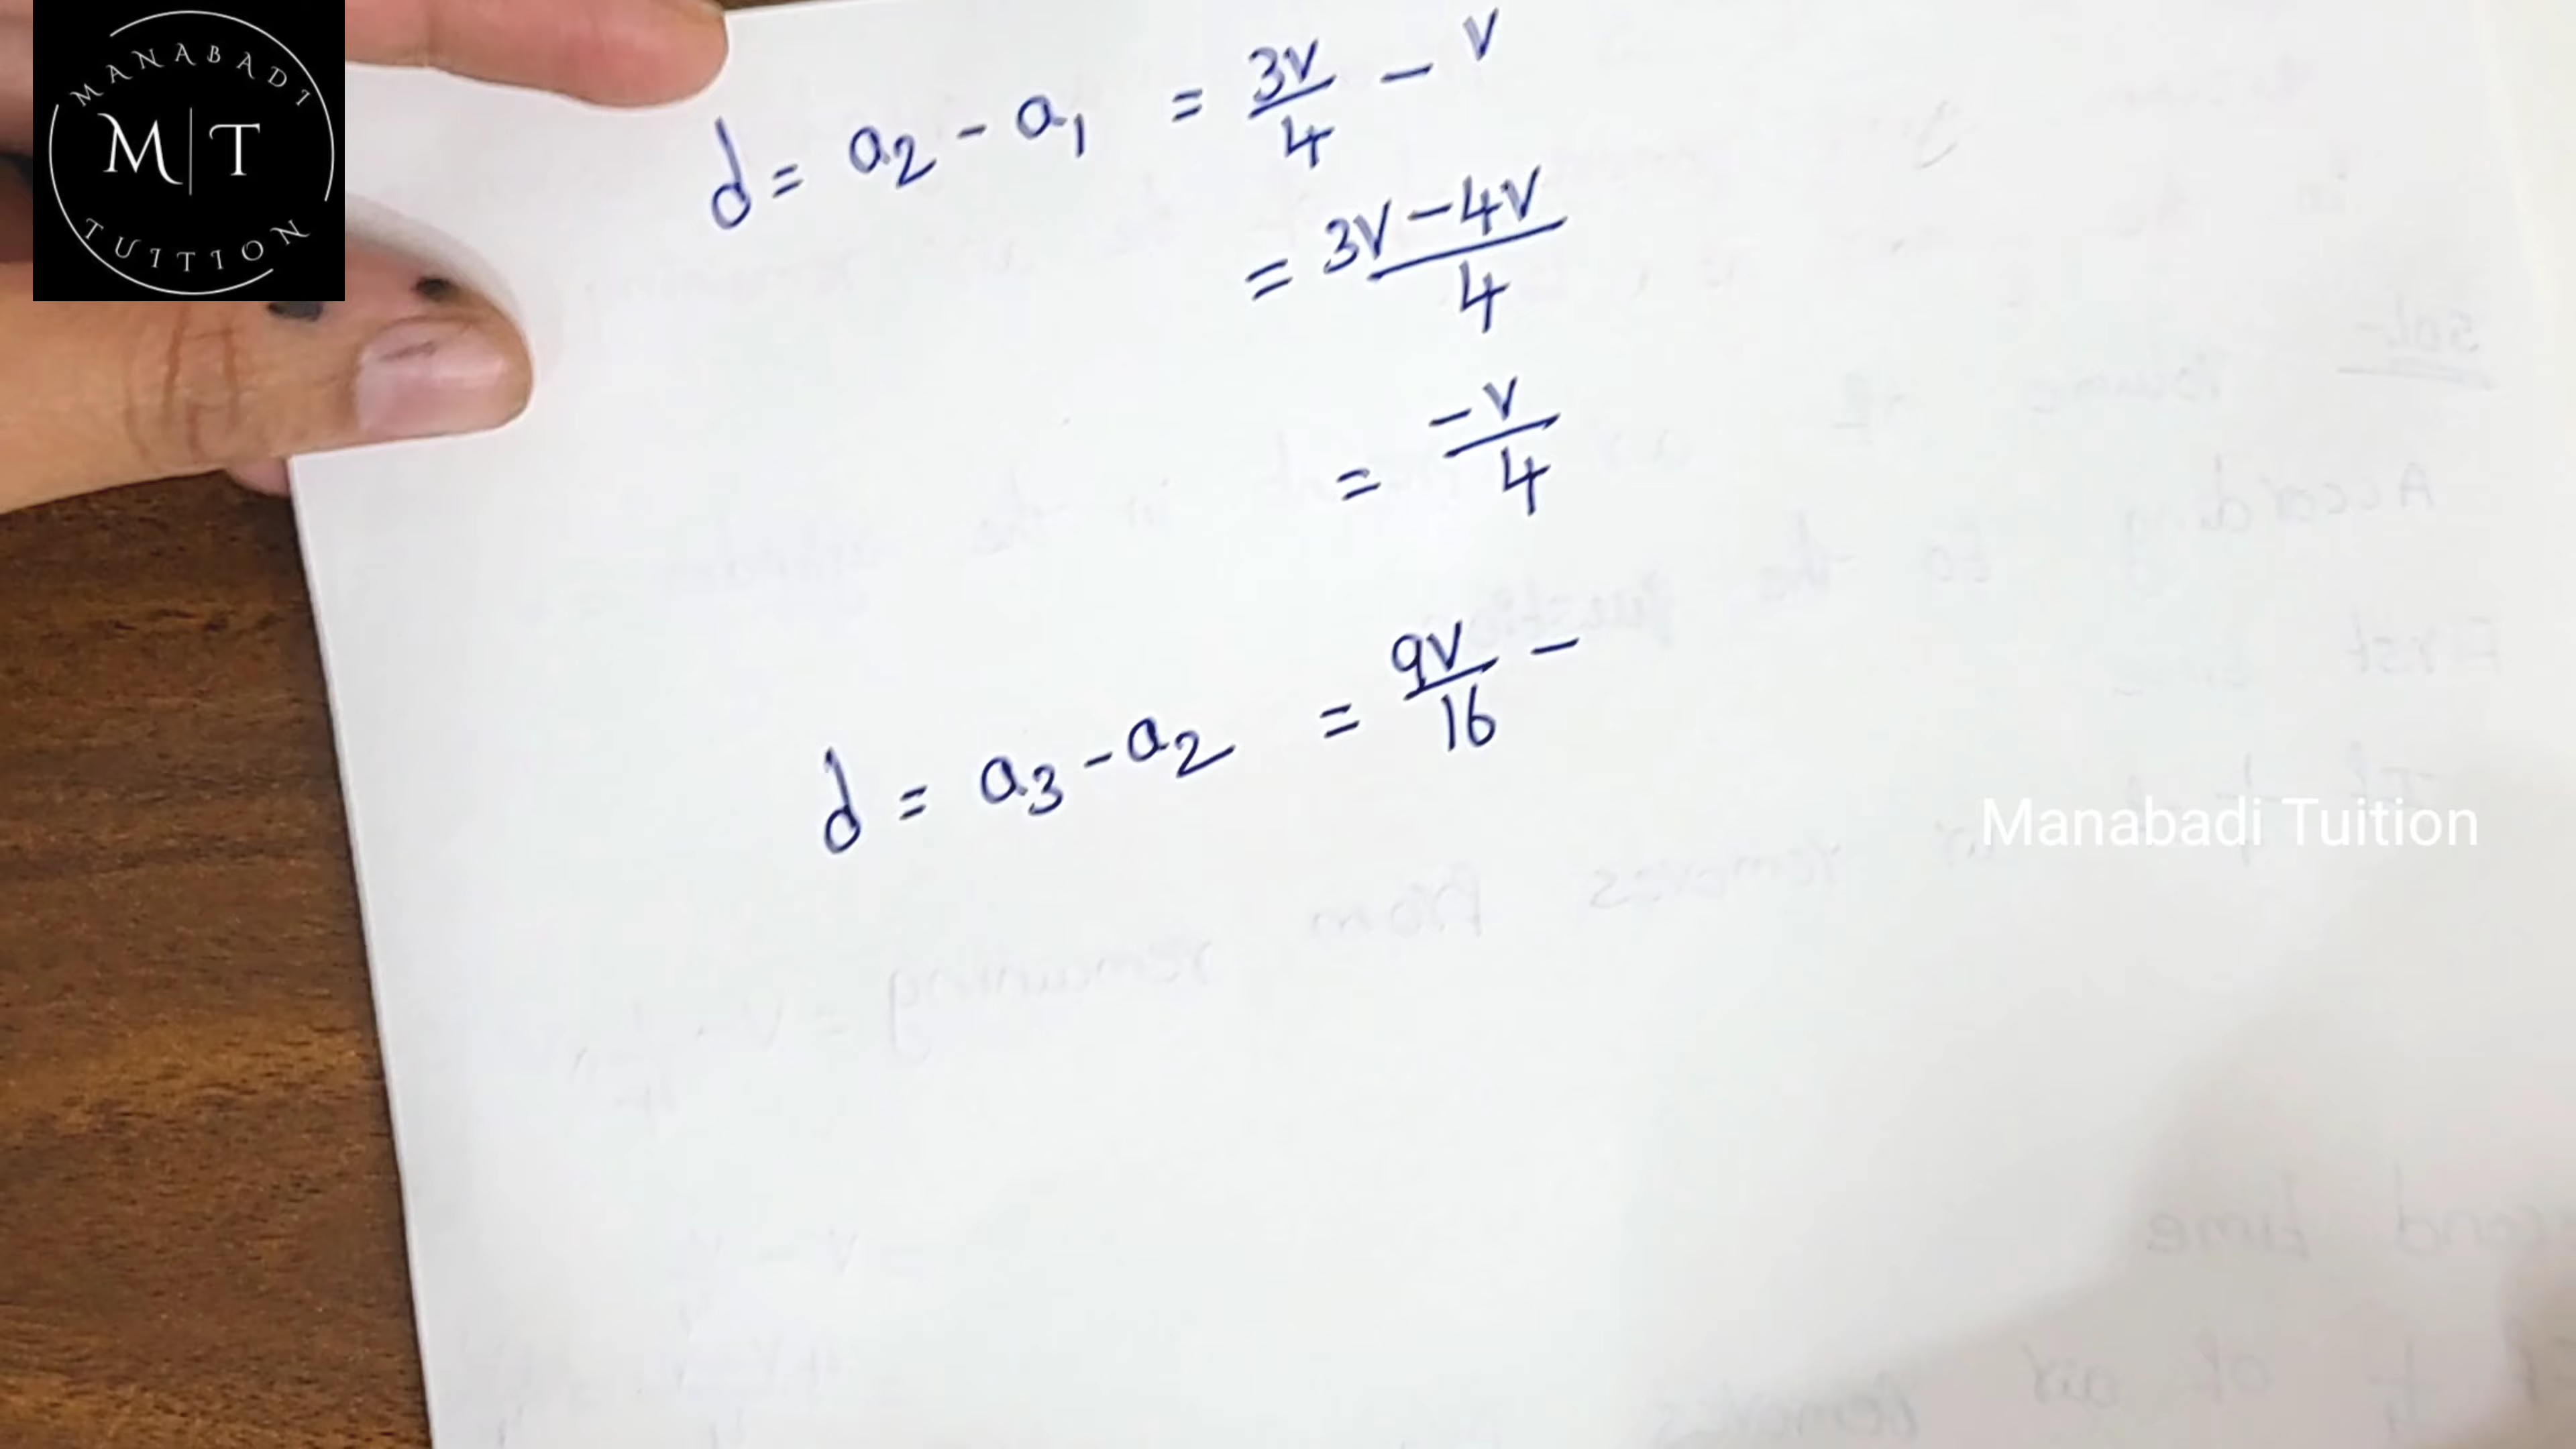 MANABADI
M|T
TUITION
d = a2 - a1 = 3V/4 - V
= 3V-4V/4
= -V/4
d = a3 - a2 = 9V/16 -
Manabadi Tuition